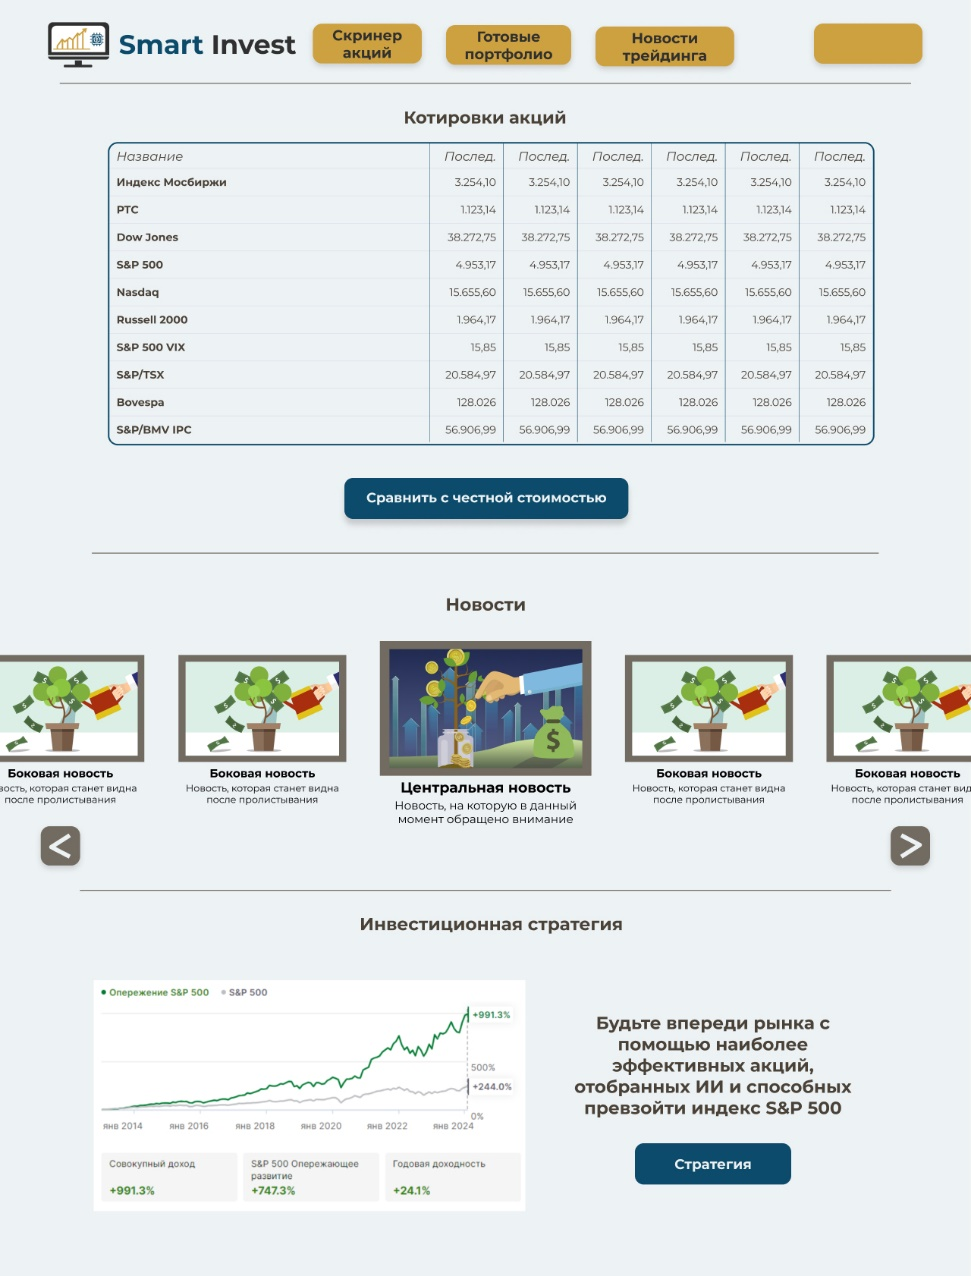 Smart Invest
Скринер
акций
Готовые
портфолио
Новости
трейдинга
Котировки акций
Название Послед. Послед. Послед. Послед. Послед. Послед.
Индекс Мосбиржи 3.254,10 3.254,10 3.254,10 3.254,10 3.254,10 3.254,10
РТС 1.123,14 1.123,14 1.123,14 1.123,14 1.123,14 1.123,14
Dow Jones 38.272,75 38.272,75 38.272,75 38.272,75 38.272,75 38.272,75
S&P 500 4.953,17 4.953,17 4.953,17 4.953,17 4.953,17 4.953,17
Nasdaq 15.655,60 15.655,60 15.655,60 15.655,60 15.655,60 15.655,60
Russell 2000 1.964,17 1.964,17 1.964,17 1.964,17 1.964,17 1.964,17
S&P 500 VIX 15,85 15,85 15,85 15,85 15,85 15,85
S&P/TSX 20.584,97 20.584,97 20.584,97 20.584,97 20.584,97 20.584,97
Bovespa 128.026 128.026 128.026 128.026 128.026 128.026
S&P/BMV IPC 56.906,99 56.906,99 56.906,99 56.906,99 56.906,99 56.906,99
Сравнить с честной стоимостью
Новости
Боковая новость
вость, которая станет видна
после пролистывания
Боковая новость
Новость, которая станет видна
после пролистывания
$
Центральная новость
Новость, на которую в данный
момент обращено внимание
Боковая новость
Новость, которая станет видна
после пролистывания
Боковая новость
Новость, которая станет вид
после пролистывания
<
>
Инвестиционная стратегия
Опережение S&P 500 S&P 500
+991.3%
500%
+244.0%
0%
янв 2014 янв 2016 янв 2018 янв 2020 янв 2022 янв 2024
Совокупный доход
+991.3%
S&P 500 Опережающее
развитие
+747.3%
Годовая доходность
+24.1%
Будьте впереди рынка с
помощью наиболее
эффективных акций,
отобранных ИИ и способных
превзойти индекс S&P 500
Стратегия